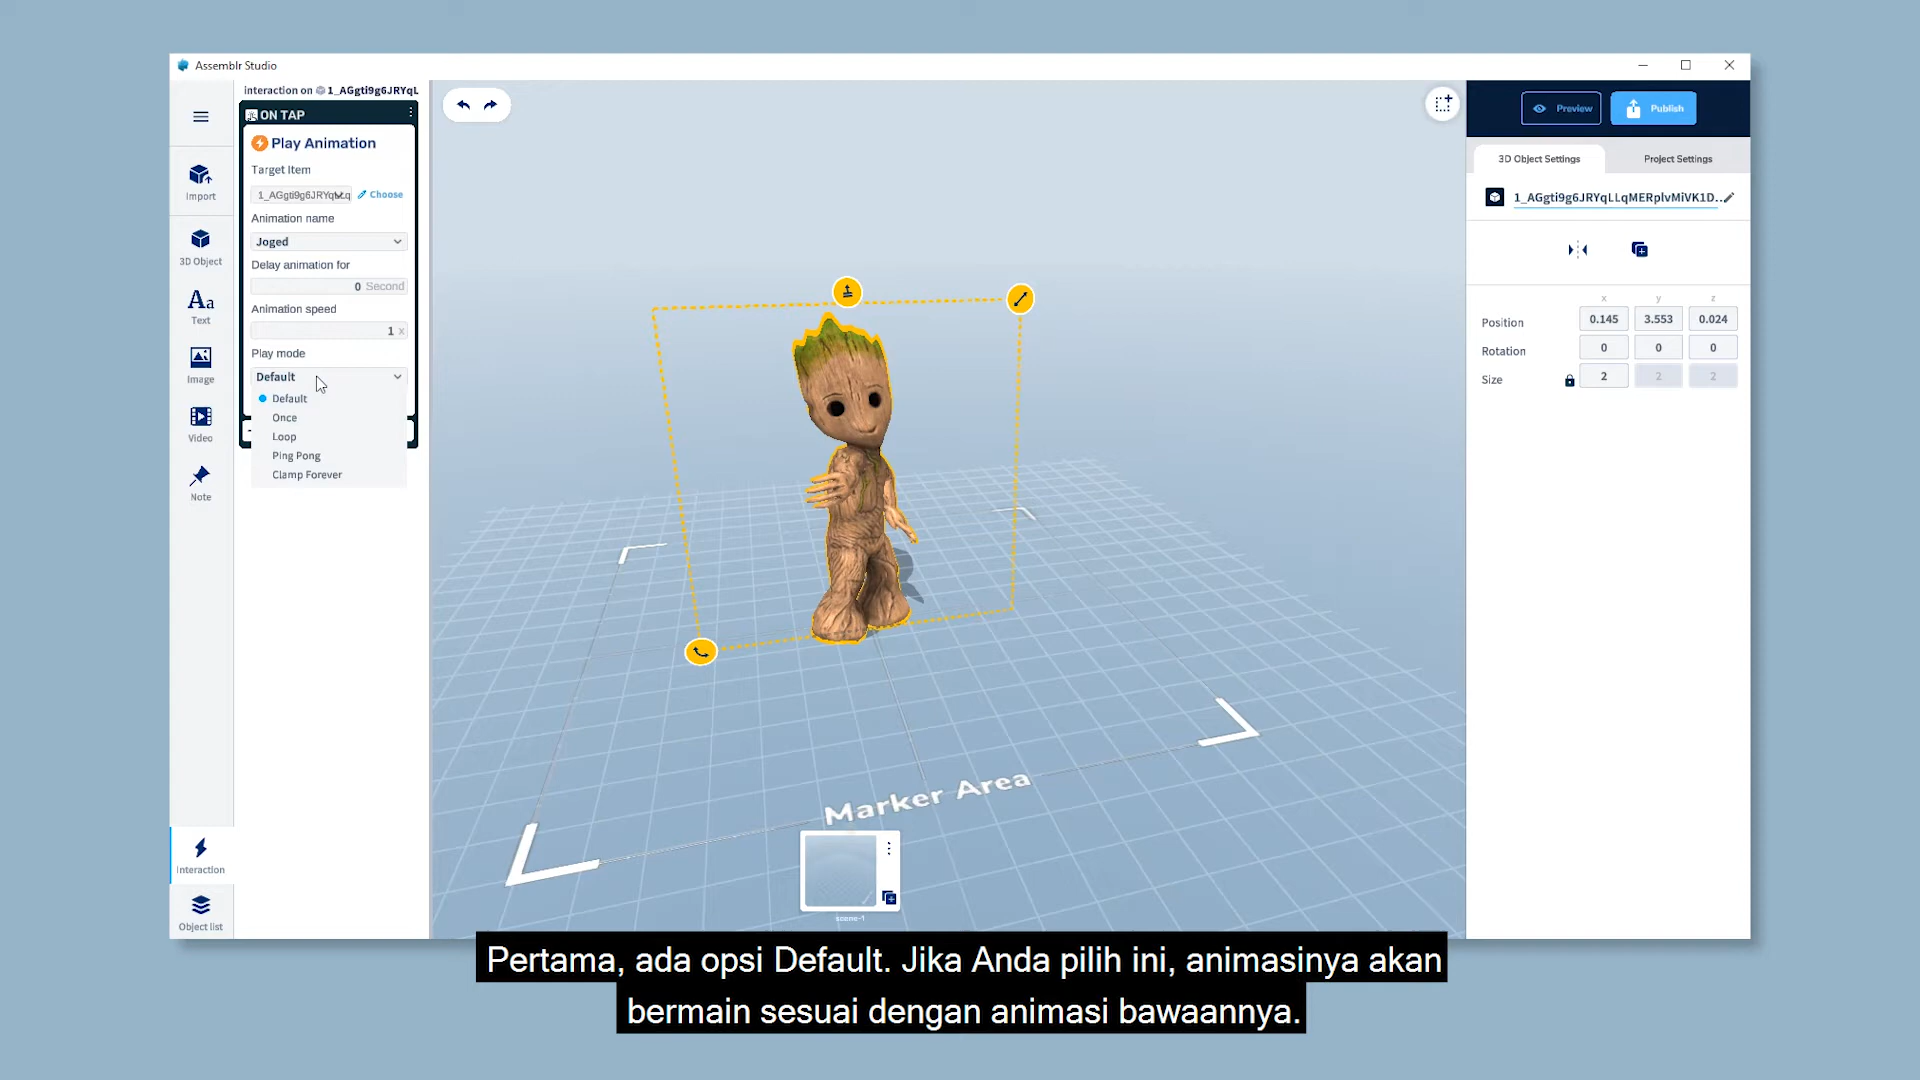 Assemblr Studio
interaction on 1_AGgti9g6JRYqL
ON TAP
Play Animation
Target Item
Choose
Animation name
Joged
Delay animation for
0 Second
Animation speed
1 x
Play mode
Default
Default
Once
Loop
Ping Pong
Clamp Forever
Import
3D Object
Aa
Text
Image
Video
Note
Interaction
Object list
Marker Area
scene-1
Preview
Publish
3D Object Settings
Project Settings
1_AGgti9g6JRYqLLqMERplvMiVK1D...
x y z
Position 0.145 3.553 0.024
Rotation 0 0 0
Size 2 2 2
Pertama, ada opsi Default. Jika Anda pilih ini, animasinya akan
bermain sesuai dengan animasi bawaannya.